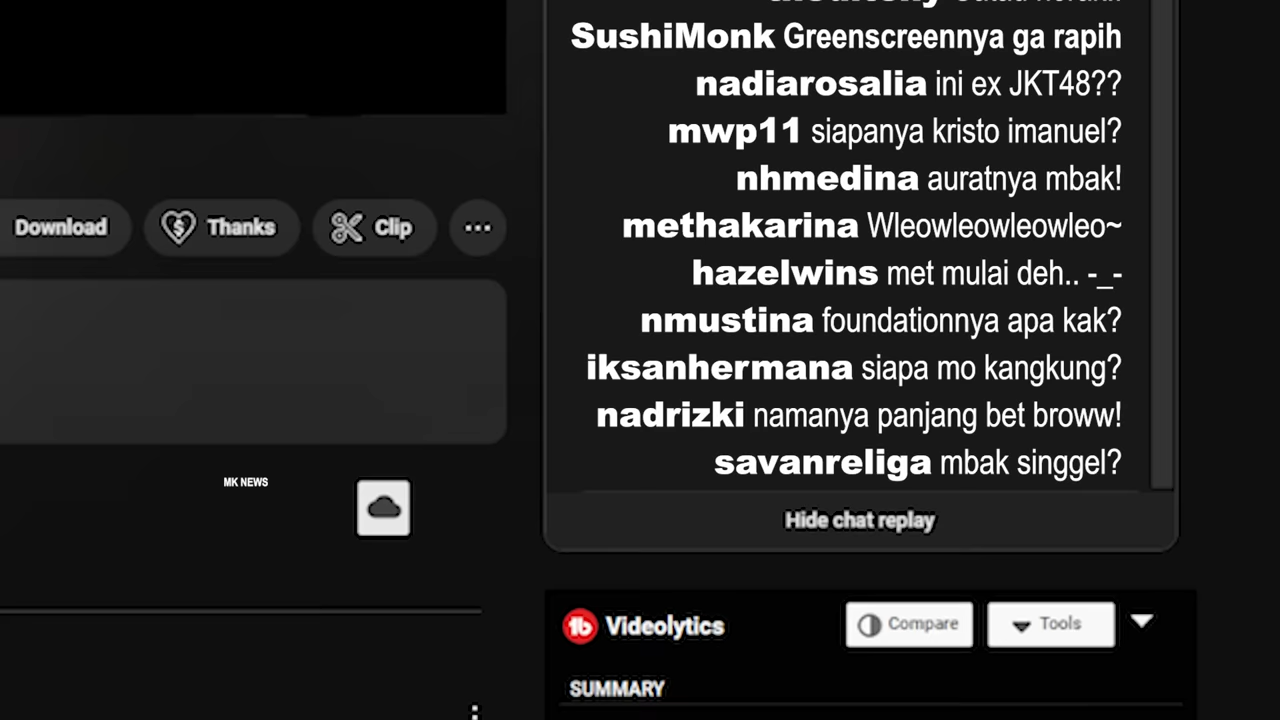 SushiMonk Greenscreennya ga rapih
nadiarosalia ini ex JKT48??
mwp11 siapanya kristo imanuel?
nhmedina auratnya mbak!
methakarina Wleowleowleowleo~
hazelwins met mulai deh.. -_-
nmustina foundationnya apa kak?
iksanhermana siapa mo kangkung?
nadrizki namanya panjang bet broww!
savanreliga mbak singgel?
Hide chat replay
Download
Thanks
Clip
MK NEWS
Videolytics
Compare
Tools
SUMMARY